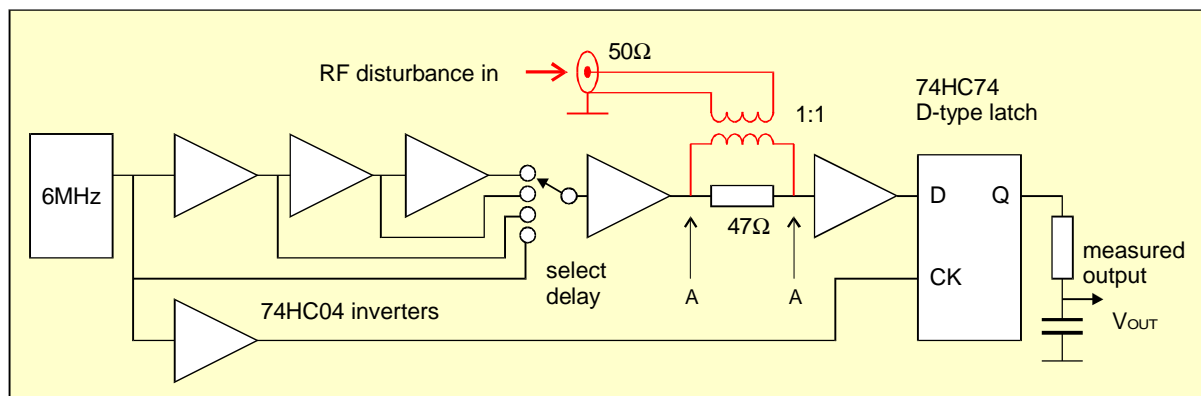 50Ω
RF disturbance in
74HC74
D-type latch
1:1
6MHz
D
Q
47Ω
measured
output
select
delay
CK
A
A
74HC04 inverters
VOUT